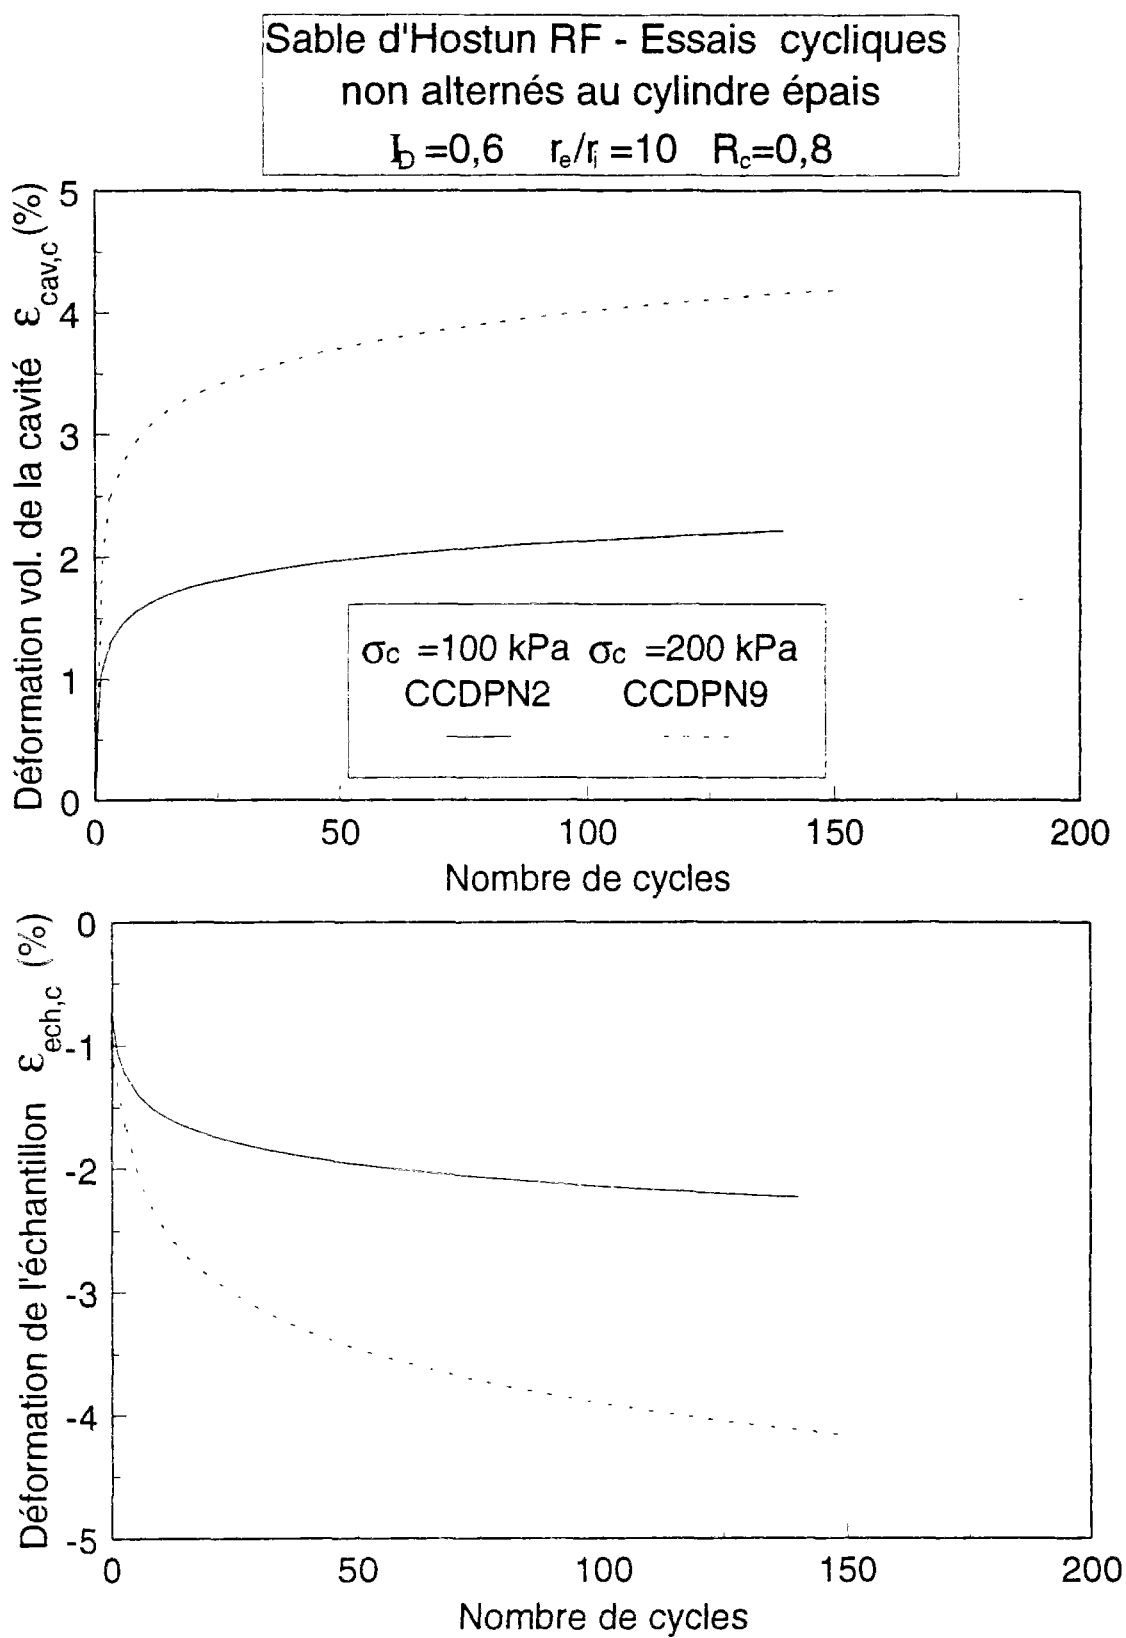 Sable d'Hostun RF - Essais cycliques
non alternés au cylindre épais
I_D =0,6 r_e/r_i =10 R_c=0,8
Déformation vol. de la cavité ε_cav,c (%)
5
4
3
2
1
0
σc =100 kPa σc =200 kPa
CCDPN2 CCDPN9
0 50 100 150 200
Nombre de cycles
Déformation de l'échantillon ε_ech,c (%)
0
-1
-2
-3
-4
-5
0 50 100 150 200
Nombre de cycles